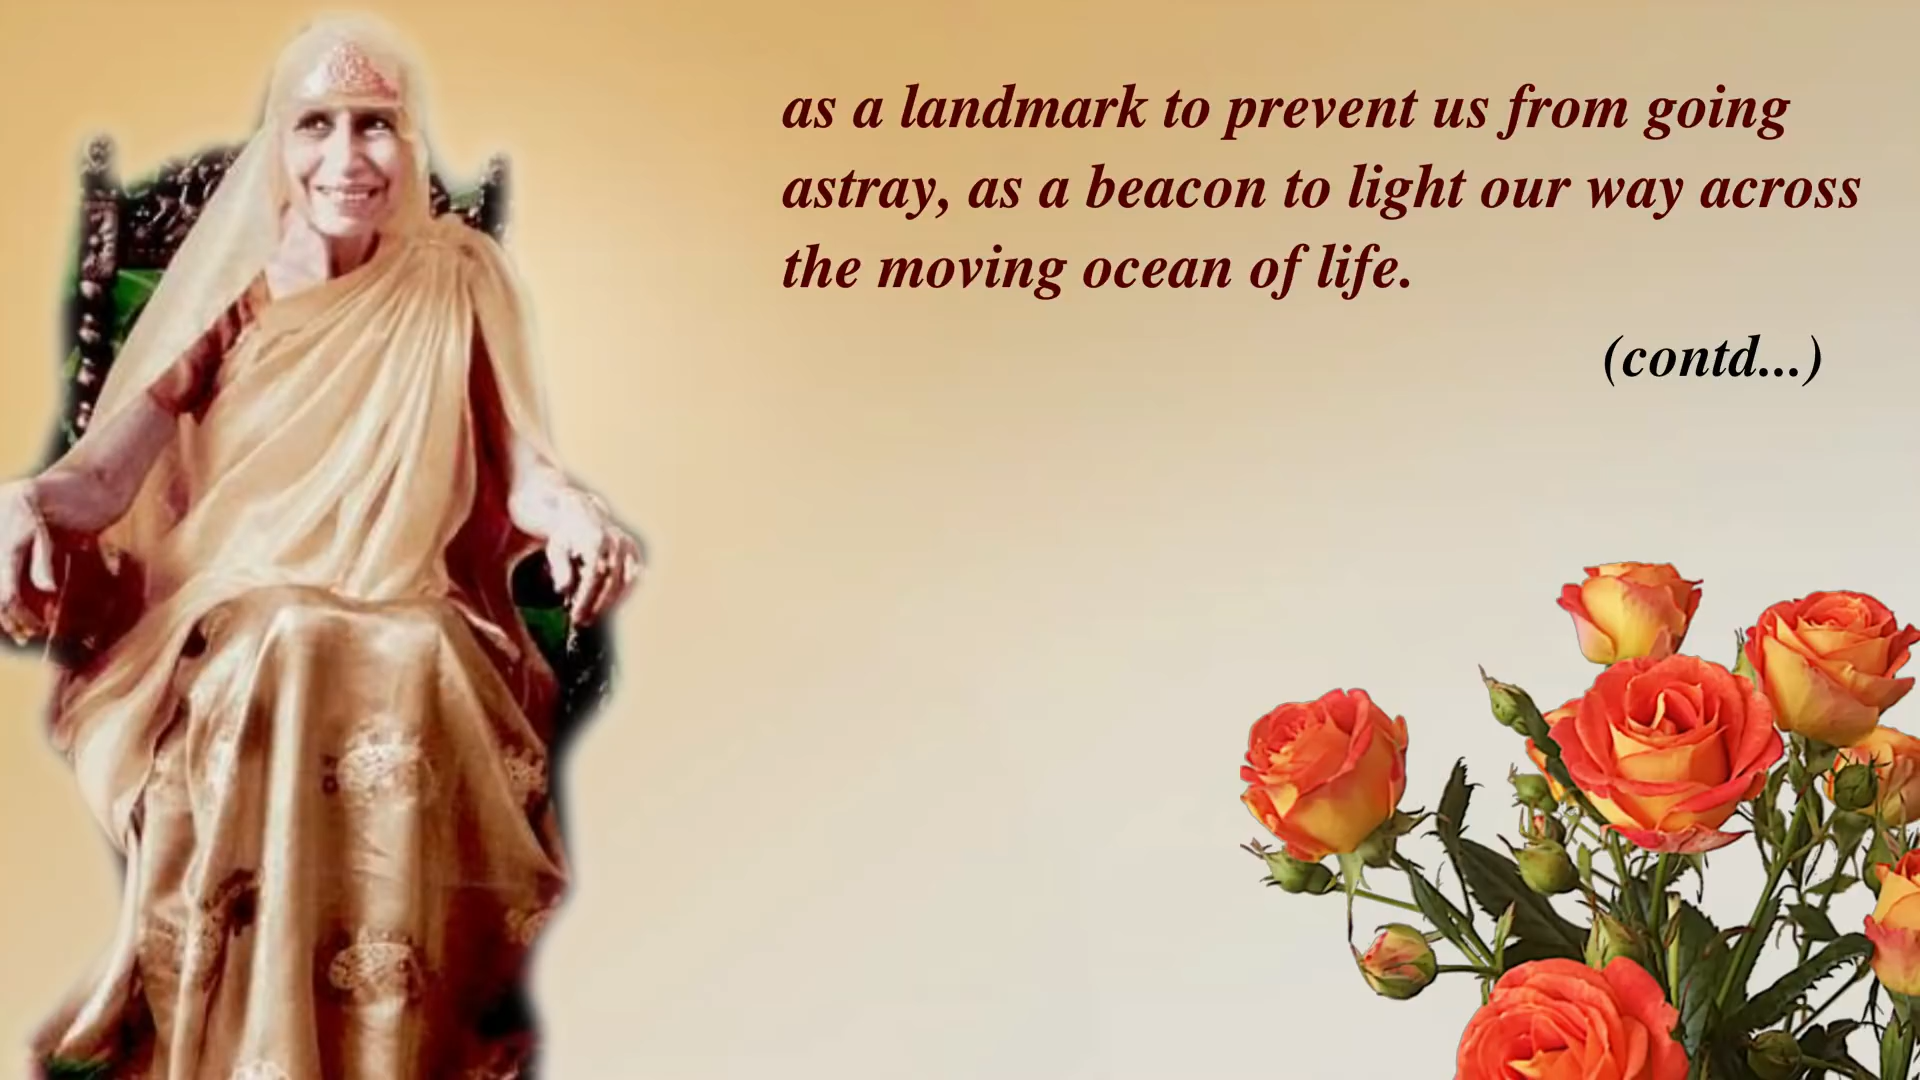 as a landmark to prevent us from going
astray, as a beacon to light our way across
the moving ocean of life.
(contd...)